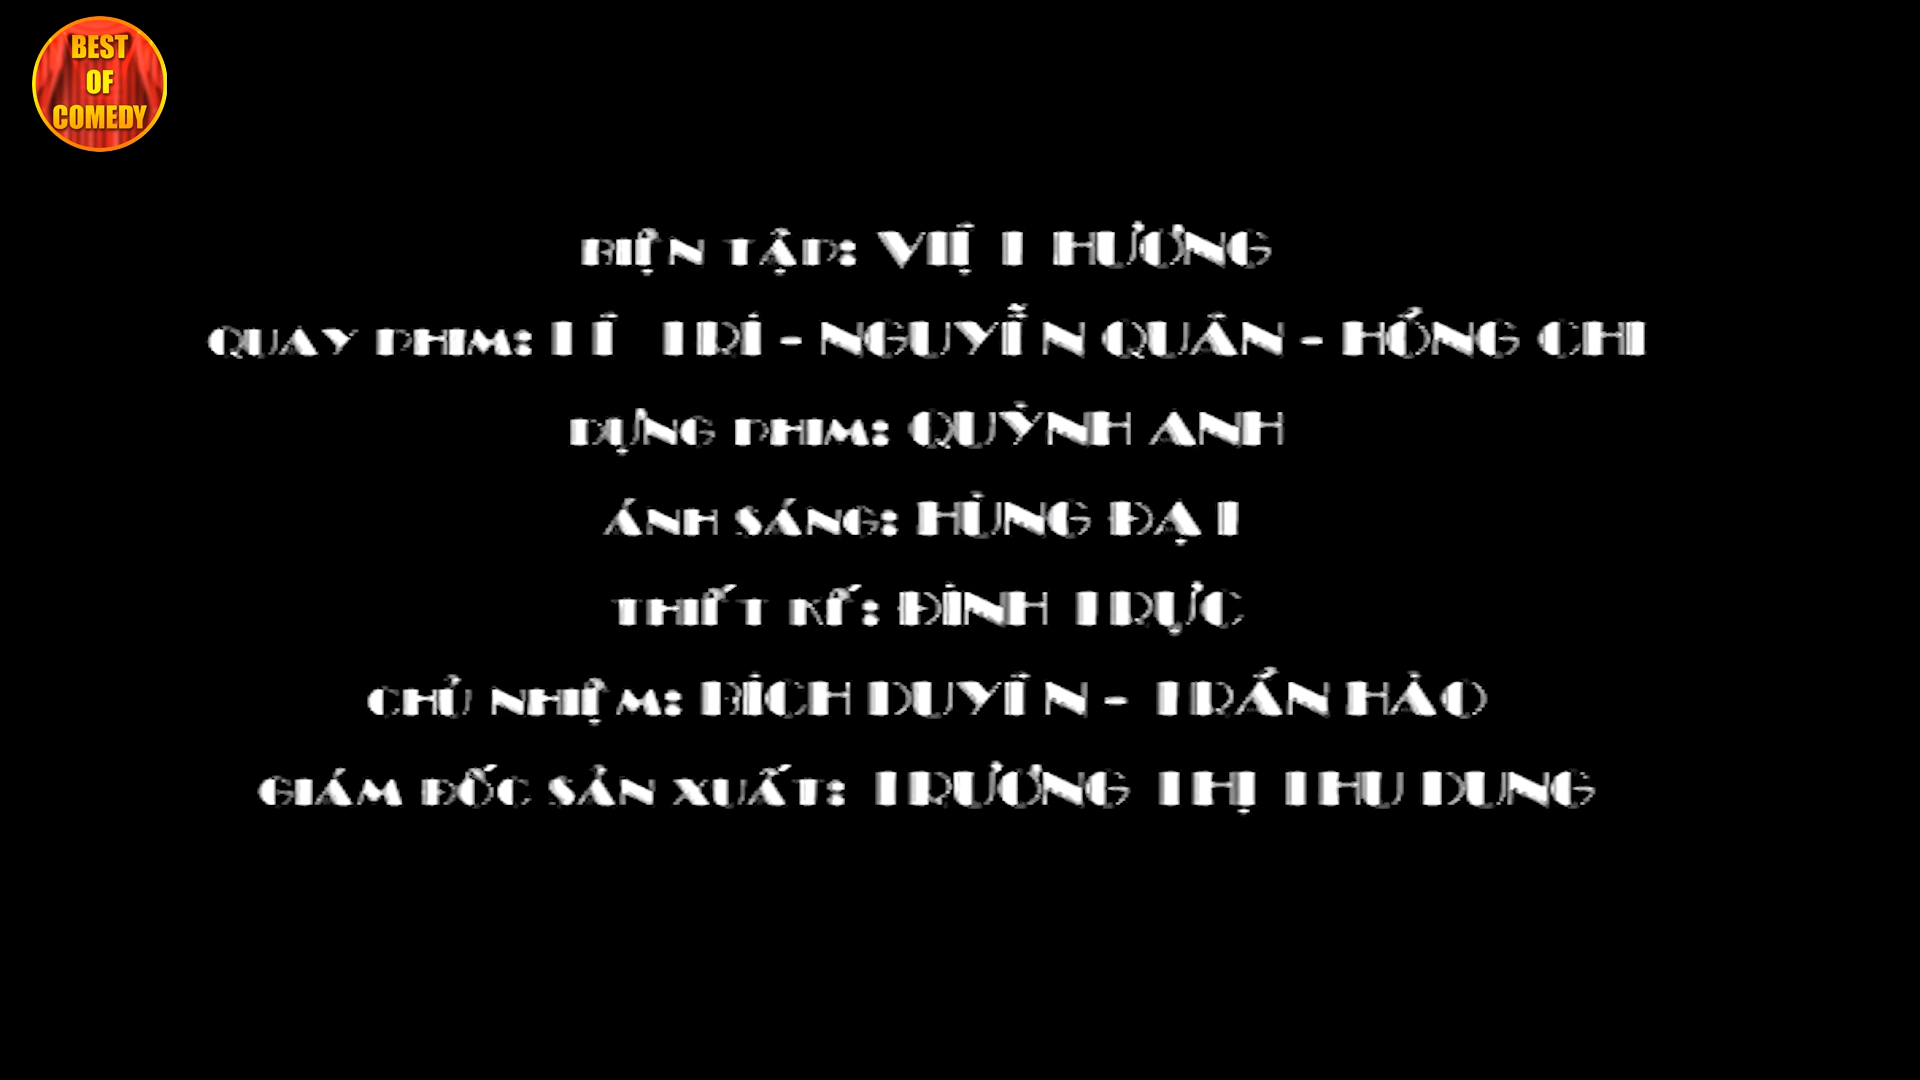 BEST
OF
COMEDY
BIÊN TẬP: VIỆT HƯƠNG
QUAY PHIM: LÊ TRÍ - NGUYỄN QUÂN - HỒNG CHI
DỰNG PHIM: QUỲNH ANH
ÁNH SÁNG: HÙNG ĐẠI
THIẾT KẾ: ĐÌNH TRỰC
CHỦ NHIỆM: BÍCH DUYÊN - TRẦN HẢO
GIÁM ĐỐC SẢN XUẤT: TRƯƠNG THỊ THU DUNG